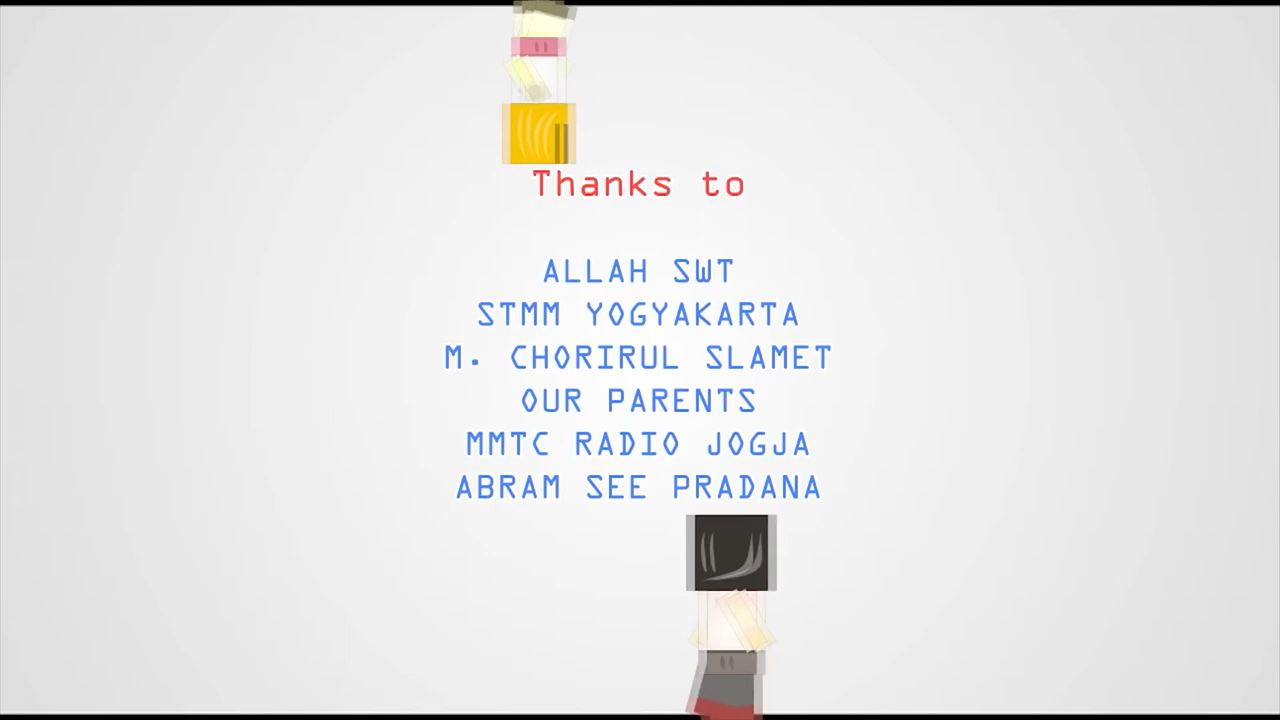 Thanks to
ALLAH SWT
STMM YOGYAKARTA
M. CHORIRUL SLAMET
OUR PARENTS
MMTC RADIO JOGJA
ABRAM SEE PRADANA